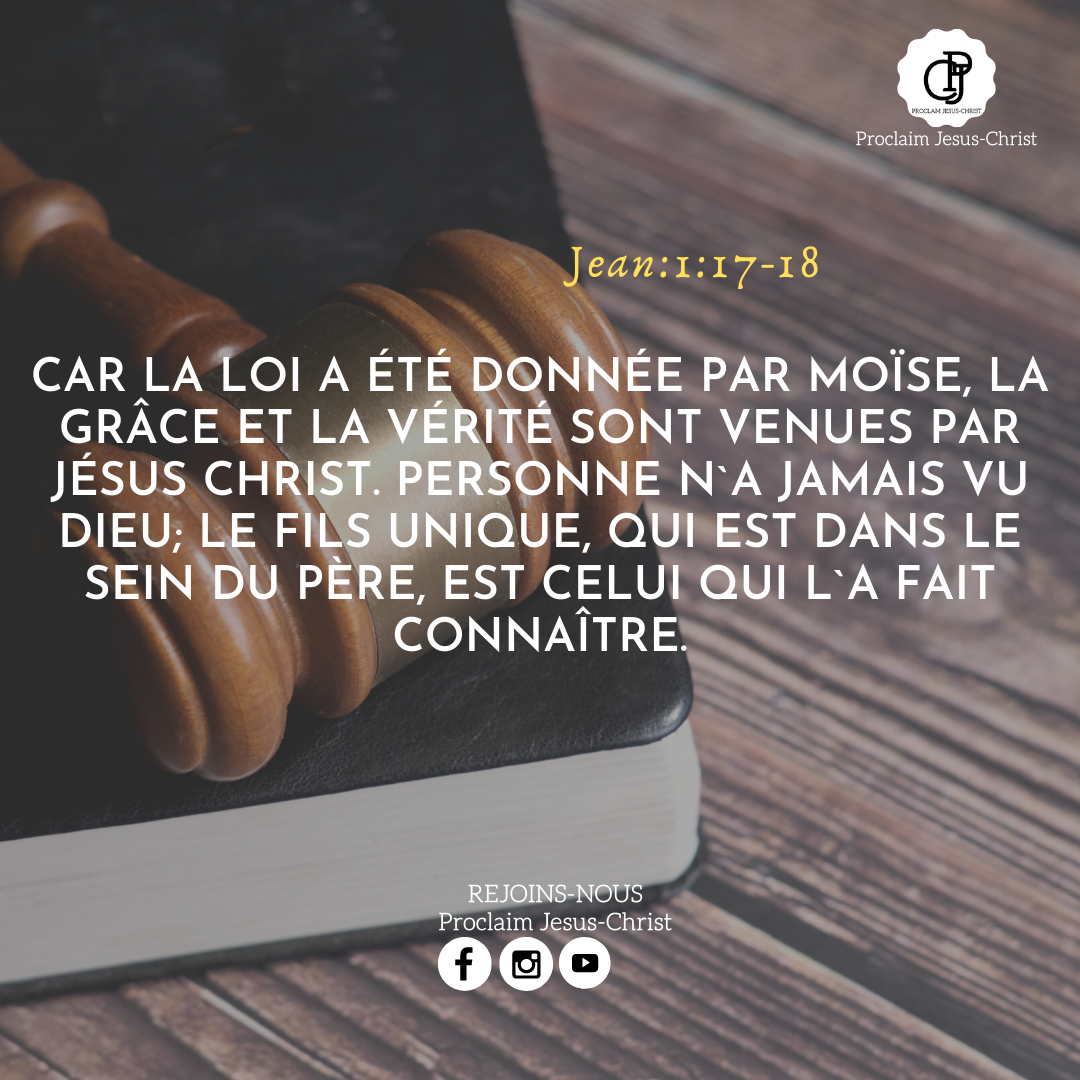 CPJ
PROCLAM JESUS-CHRIST
Proclaim Jesus-Christ
Jean:1:17-18
CAR LA LOI A ÉTÉ DONNÉE PAR MOÏSE, LA
GRÂCE ET LA VÉRITÉ SONT VENUES PAR
JÉSUS CHRIST. PERSONNE N`A JAMAIS VU
DIEU; LE FILS UNIQUE, QUI EST DANS LE
SEIN DU PÈRE, EST CELUI QUI L`A FAIT
CONNAÎTRE.
REJOINS-NOUS
Proclaim Jesus-Christ